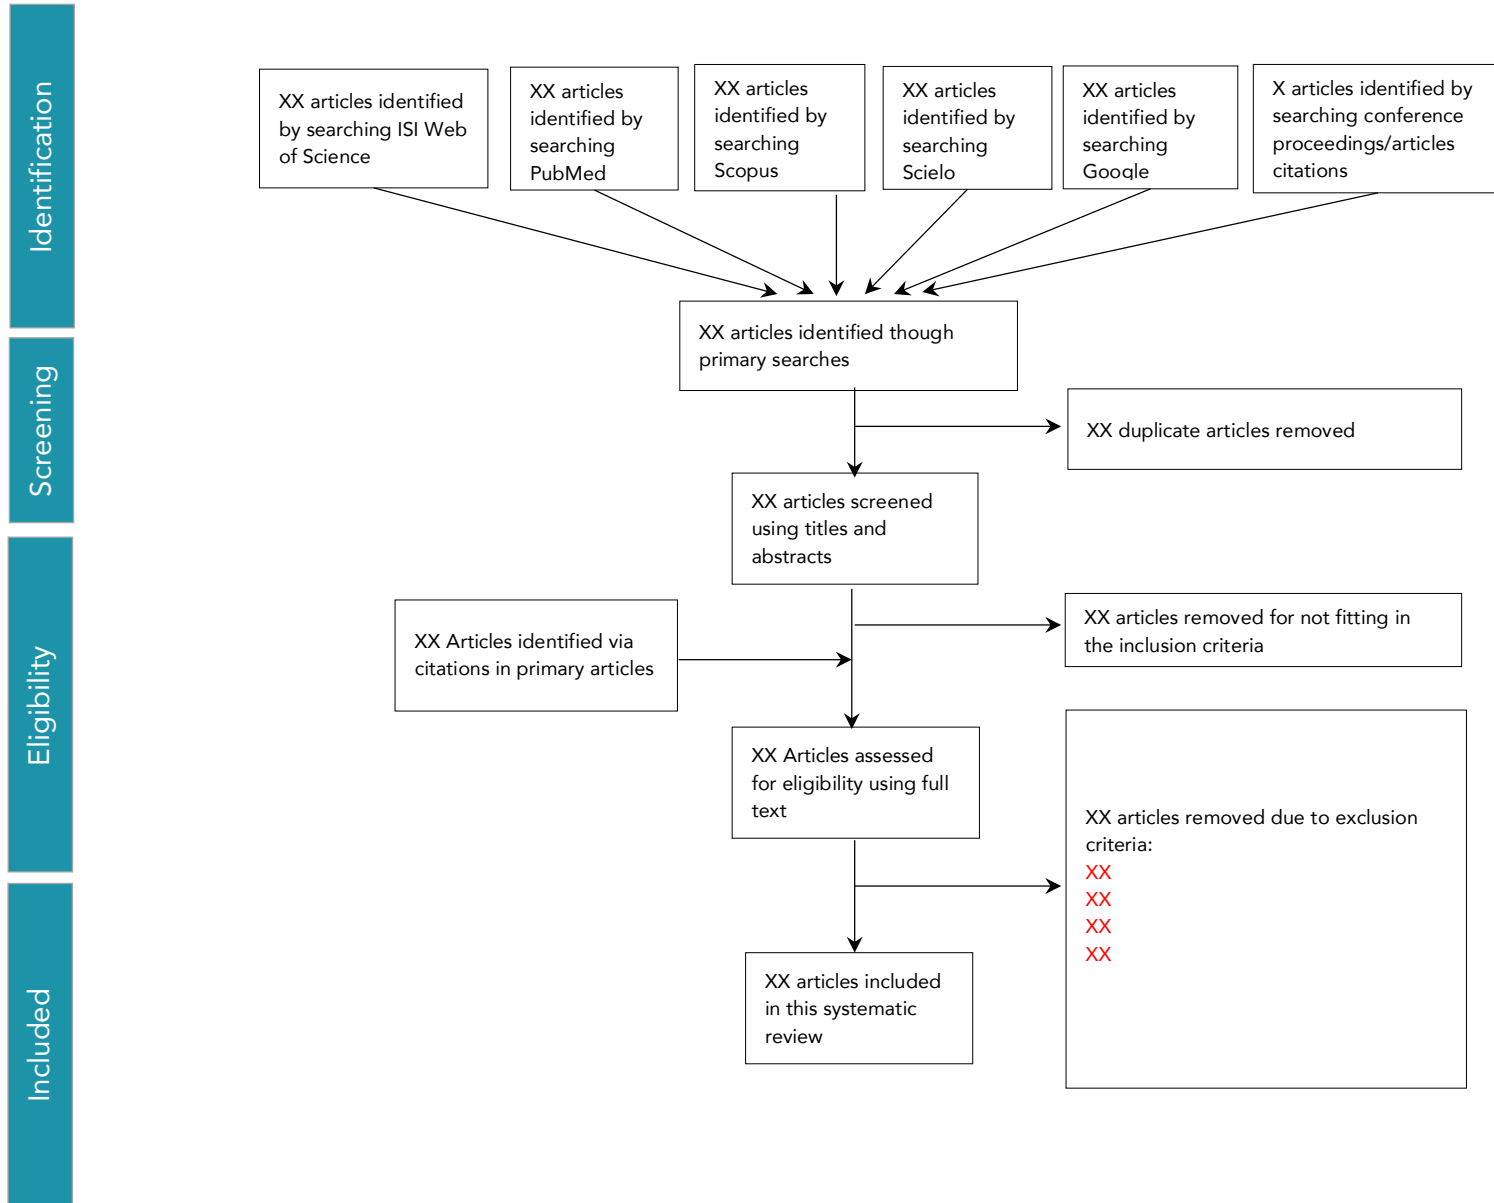 Identification
XX articles identified
by searching ISI Web
of Science
XX articles
identified by
searching
PubMed
XX articles
identified by
searching
Scopus
XX articles
identified by
searching
Scielo
XX articles
identified by
searching
Google
X articles identified by
searching conference
proceedings/articles
citations
XX articles identified though
primary searches
Screening
XX duplicate articles removed
XX articles screened
using titles and
abstracts
Eligibility
XX Articles identified via
citations in primary articles
XX articles removed for not fitting in
the inclusion criteria
XX Articles assessed
for eligibility using full
text
XX articles removed due to exclusion
criteria:
XX
XX
XX
XX
Included
XX articles included
in this systematic
review